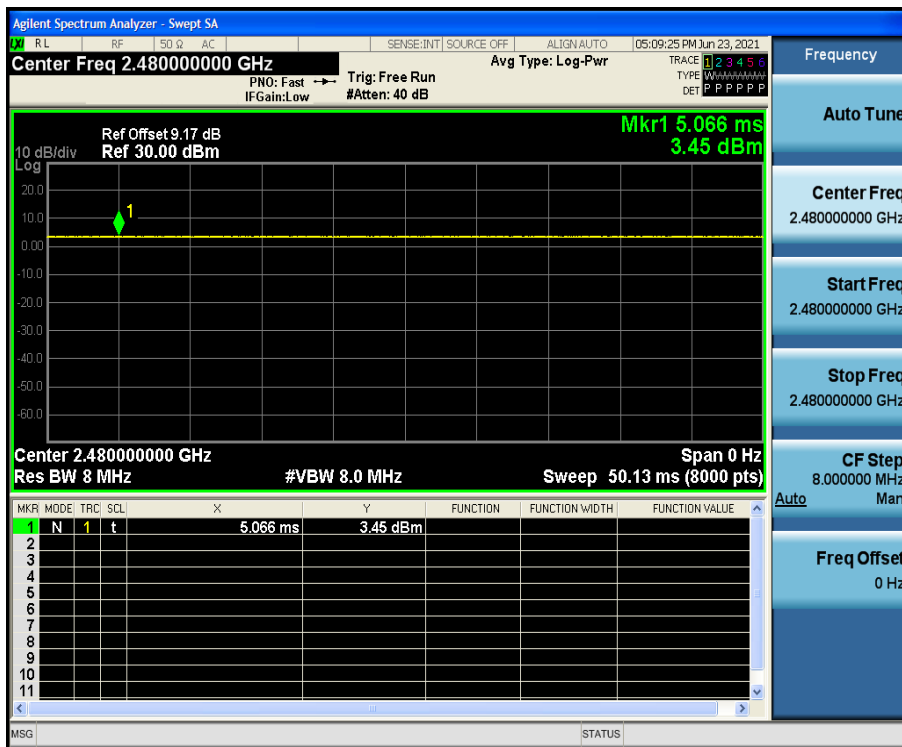 Agilent Spectrum Analyzer - Swept SA
LXI RL RF 50 Ω AC SENSE:INT SOURCE OFF ALIGNAUTO 05:09:25 PM Jun 23, 2021
Center Freq 2.480000000 GHz
Avg Type: Log-Pwr
TRACE 1 2 3 4 5 6
PNO: Fast
Trig: Free Run
TYPE WWWWWW
IFGain:Low
#Atten: 40 dB
DET P P P P P P
Ref Offset 9.17 dB
Mkr1 5.066 ms
10 dB/div
Ref 30.00 dBm
3.45 dBm
Log
20.0
1
10.0
0.00
-10.0
-20.0
-30.0
-40.0
-50.0
-60.0
Center 2.480000000 GHz
Span 0 Hz
Res BW 8 MHz
#VBW 8.0 MHz
Sweep 50.13 ms (8000 pts)
MKR MODE TRC SCL X Y FUNCTION FUNCTION WIDTH FUNCTION VALUE
1 N 1 t 5.066 ms 3.45 dBm
2
3
4
5
6
7
8
9
10
11
MSG
STATUS
Frequency
Auto Tune
Center Freq
2.480000000 GHz
Start Freq
2.480000000 GHz
Stop Freq
2.480000000 GHz
CF Step
8.000000 MHz
Auto Man
Freq Offset
0 Hz